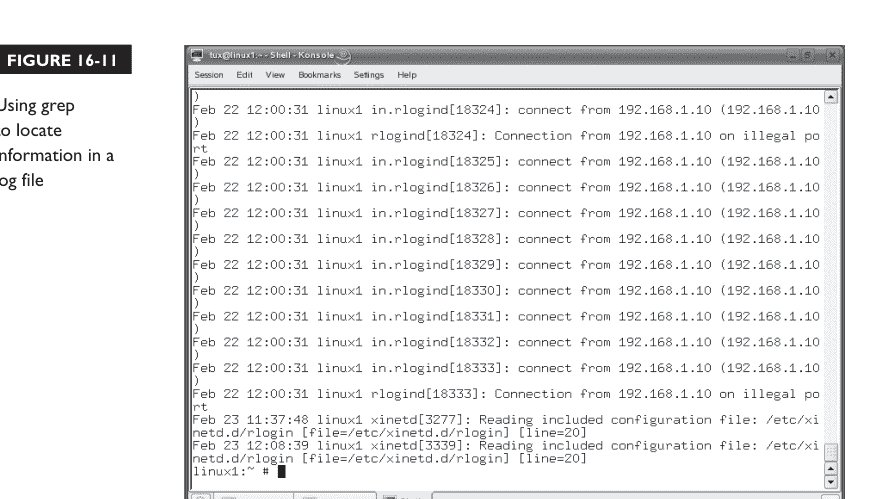 FIGURE 16-11
Using grep
to locate
information in a
log file
tux@linux1:~ - Shell - Konsole
Session Edit View Bookmarks Settings Help
)
Feb 22 12:00:31 linux1 in.rlogind[18324]: connect from 192.168.1.10 (192.168.1.10
)
Feb 22 12:00:31 linux1 rlogind[18324]: Connection from 192.168.1.10 on illegal po
rt
Feb 22 12:00:31 linux1 in.rlogind[18325]: connect from 192.168.1.10 (192.168.1.10
)
Feb 22 12:00:31 linux1 in.rlogind[18326]: connect from 192.168.1.10 (192.168.1.10
)
Feb 22 12:00:31 linux1 in.rlogind[18327]: connect from 192.168.1.10 (192.168.1.10
)
Feb 22 12:00:31 linux1 in.rlogind[18328]: connect from 192.168.1.10 (192.168.1.10
)
Feb 22 12:00:31 linux1 in.rlogind[18329]: connect from 192.168.1.10 (192.168.1.10
)
Feb 22 12:00:31 linux1 in.rlogind[18330]: connect from 192.168.1.10 (192.168.1.10
)
Feb 22 12:00:31 linux1 in.rlogind[18331]: connect from 192.168.1.10 (192.168.1.10
)
Feb 22 12:00:31 linux1 in.rlogind[18332]: connect from 192.168.1.10 (192.168.1.10
)
Feb 22 12:00:31 linux1 in.rlogind[18333]: connect from 192.168.1.10 (192.168.1.10
)
Feb 22 12:00:31 linux1 rlogind[18333]: Connection from 192.168.1.10 on illegal po
rt
Feb 23 11:37:48 linux1 xinetd[3277]: Reading included configuration file: /etc/xi
netd.d/rlogin [file=/etc/xinetd.d/rlogin] [line=20]
Feb 23 12:08:39 linux1 xinetd[3339]: Reading included configuration file: /etc/xi
netd.d/rlogin [file=/etc/xinetd.d/rlogin] [line=20]
linux1:~ #